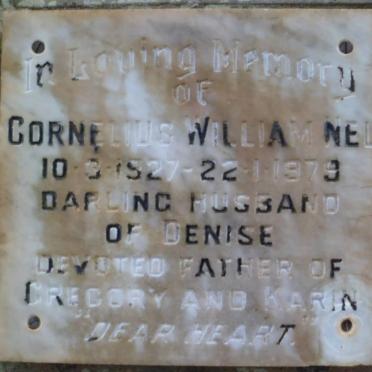 In Loving Memory
of
CORNELIUS WILLIAM NEL
10-3-1927-22-1-1979
DARLING HUSBAND
OF DENISE
DEVOTED FATHER OF
GREGORY AND KARIN
"DEAR HEART"